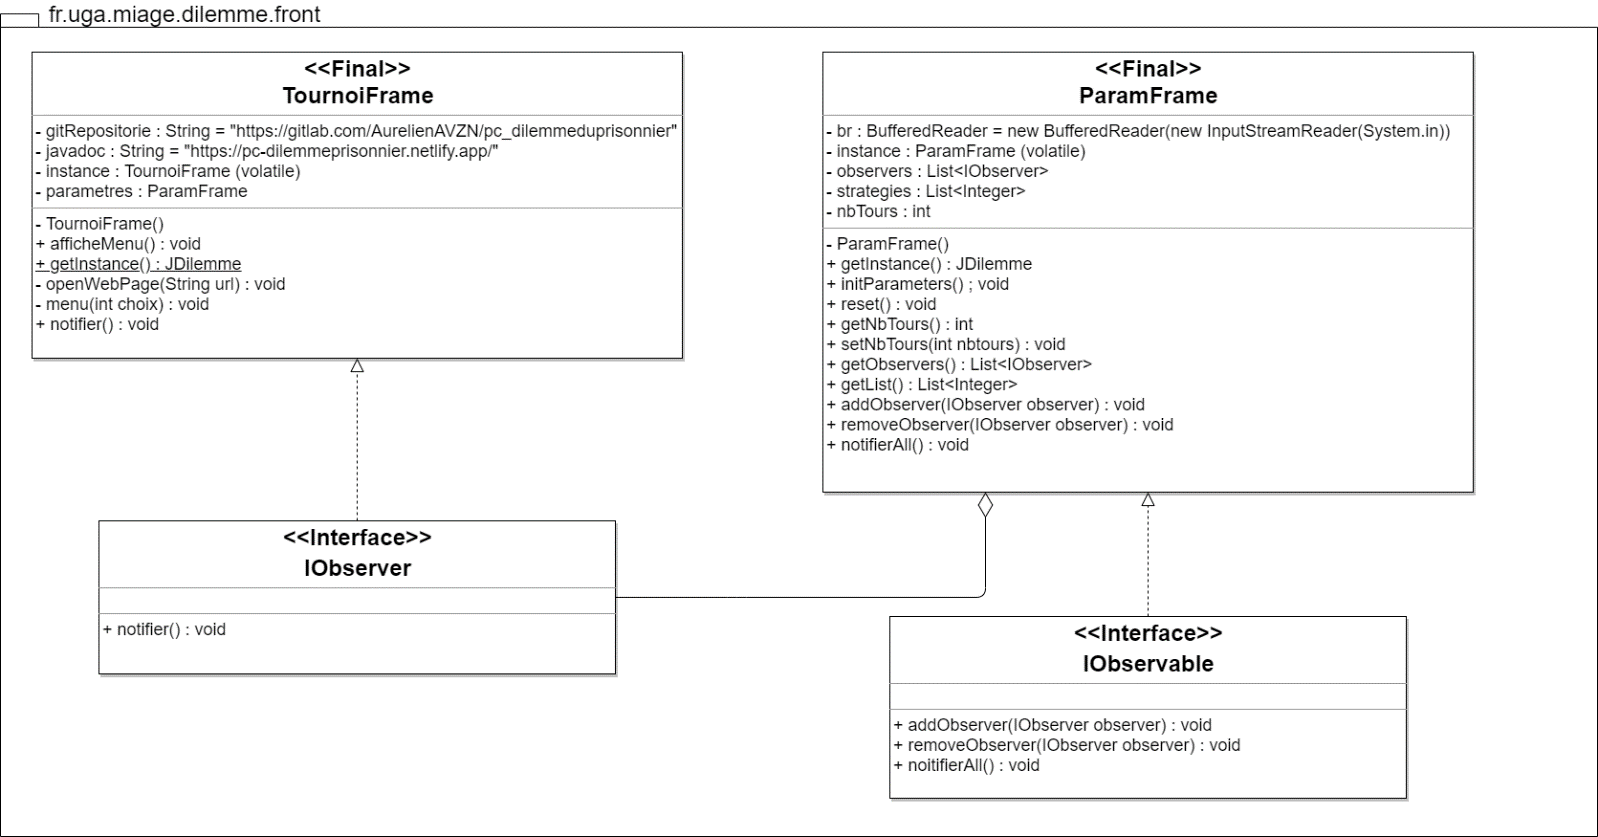 fr.uga.miage.dilemme.front
<<Final>>
TournoiFrame
- gitRepositorie : String = "https://gitlab.com/AurelienAVZN/pc_dilemmeduprisonnier"
- javadoc : String = "https://pc-dilemmeprisonnier.netlify.app/"
- instance : TournoiFrame (volatile)
- parametres : ParamFrame
- TournoiFrame()
+ afficheMenu() : void
+ getInstance() : JDilemme
- openWebPage(String url) : void
- menu(int choix) : void
+ notifier() : void
<<Final>>
ParamFrame
- br : BufferedReader = new BufferedReader(new InputStreamReader(System.in))
- instance : ParamFrame (volatile)
- observers : List<IObserver>
- strategies : List<Integer>
- nbTours : int
- ParamFrame()
+ getInstance() : JDilemme
+ initParameters() ; void
+ reset() : void
+ getNbTours() : int
+ setNbTours(int nbtours) : void
+ getObservers() : List<IObserver>
+ getList() : List<Integer>
+ addObserver(IObserver observer) : void
+ removeObserver(IObserver observer) : void
+ notifierAll() : void
<<Interface>>
IObserver
+ notifier() : void
<<Interface>>
IObservable
+ addObserver(IObserver observer) : void
+ removeObserver(IObserver observer) : void
+ noitifierAll() : void